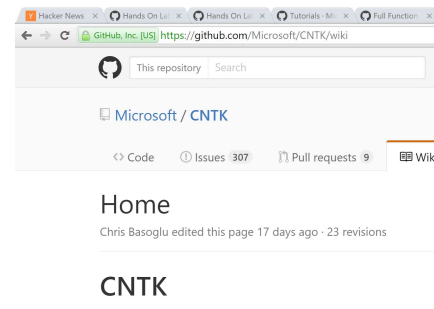 Hacker News × Hands On La × Hands On La × Tutorials · Mi × Full Function ×
GitHub, Inc. [US] https://github.com/Microsoft/CNTK/wiki
This repository Search
Microsoft / CNTK
<> Code Issues 307 Pull requests 9 Wik
Home
Chris Basoglu edited this page 17 days ago · 23 revisions
CNTK